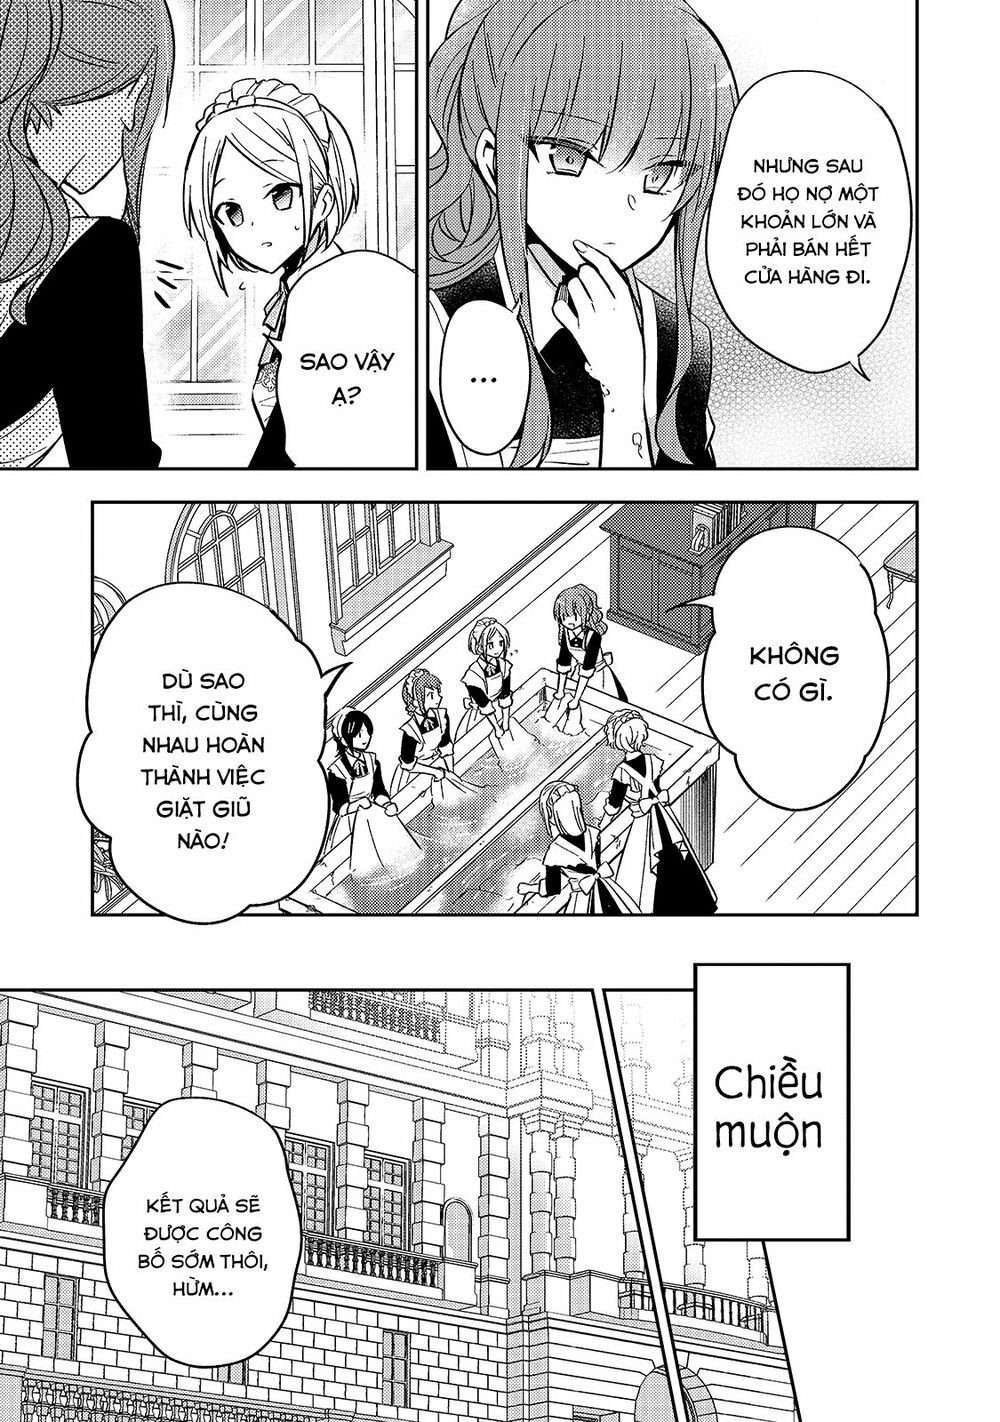 NHƯNG SAU
ĐÓ HỌ NỢ MỘT
KHOẢN LỚN VÀ
PHẢI BÁN HẾT
CỬA HÀNG ĐI.
...
SAO VẬY
Ạ?
KHÔNG
CÓ GÌ.
DÙ SAO
THÌ, CÙNG
NHAU HOÀN
THÀNH VIỆC
GIẶT GIŨ
NÀO!
Chiều
muộn
KẾT QUẢ SẼ
ĐƯỢC CÔNG
BỐ SỚM THÔI,
HỪM...